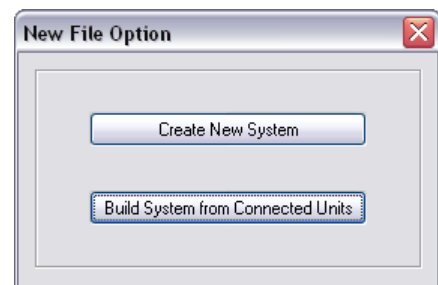 New File Option
Create New System
Build System from Connected Units